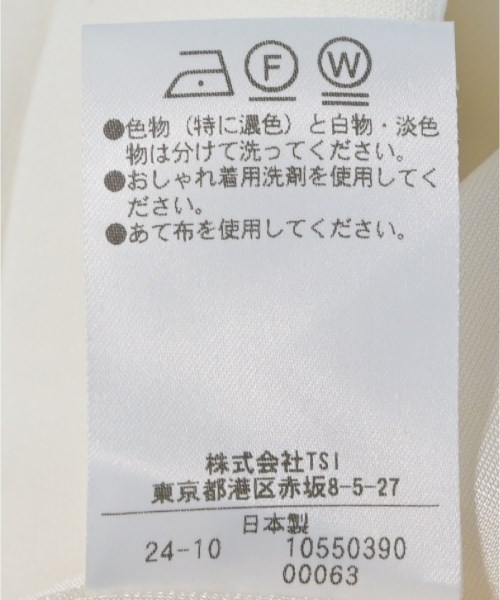 F W
●色物（特に濃色）と白物・淡色
物は分けて洗ってください。
●おしゃれ着用洗剤を使用してく
ださい。
●あて布を使用してください。
株式会社TSI
東京都港区赤坂8-5-27
日本製
24-10 10550390
00063